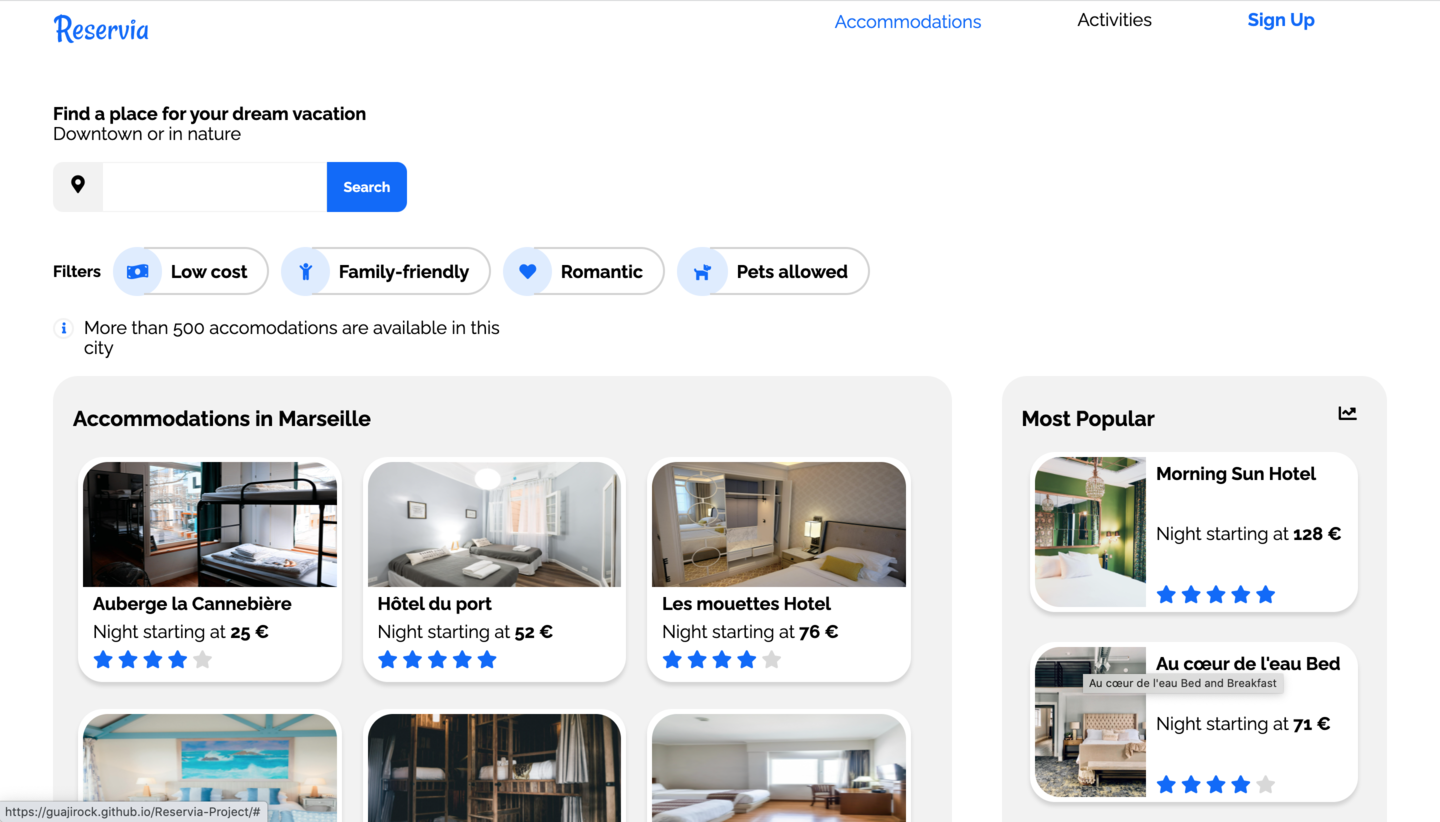 Reservia
Accommodations
Activities
Sign Up
Find a place for your dream vacation
Downtown or in nature
Search
Filters
Low cost
Family-friendly
Romantic
Pets allowed
More than 500 accomodations are available in this
city
Accommodations in Marseille
Auberge la Cannebière
Night starting at 25 €
Hôtel du port
Night starting at 52 €
Les mouettes Hotel
Night starting at 76 €
Most Popular
Morning Sun Hotel
Night starting at 128 €
Au cœur de l'eau Bed
Au cœur de l'eau Bed and Breakfast
Night starting at 71 €
https://guajirock.github.io/Reservia-Project/#